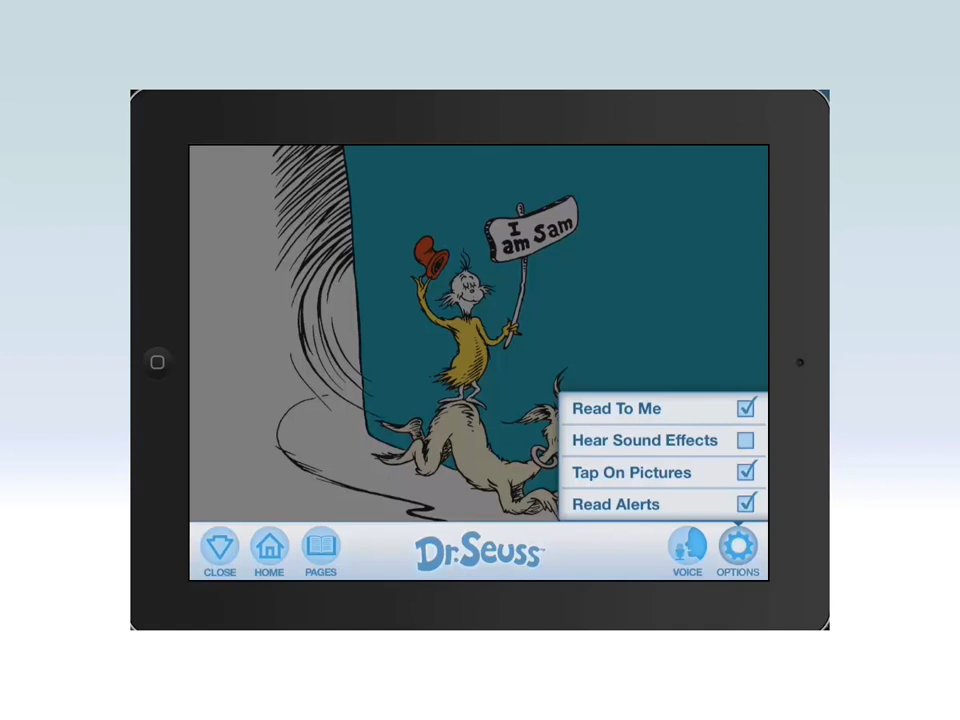 I
am Sam
Read To Me
Hear Sound Effects
Tap On Pictures
Read Alerts
CLOSE
HOME
PAGES
Dr.Seuss™
VOICE
OPTIONS